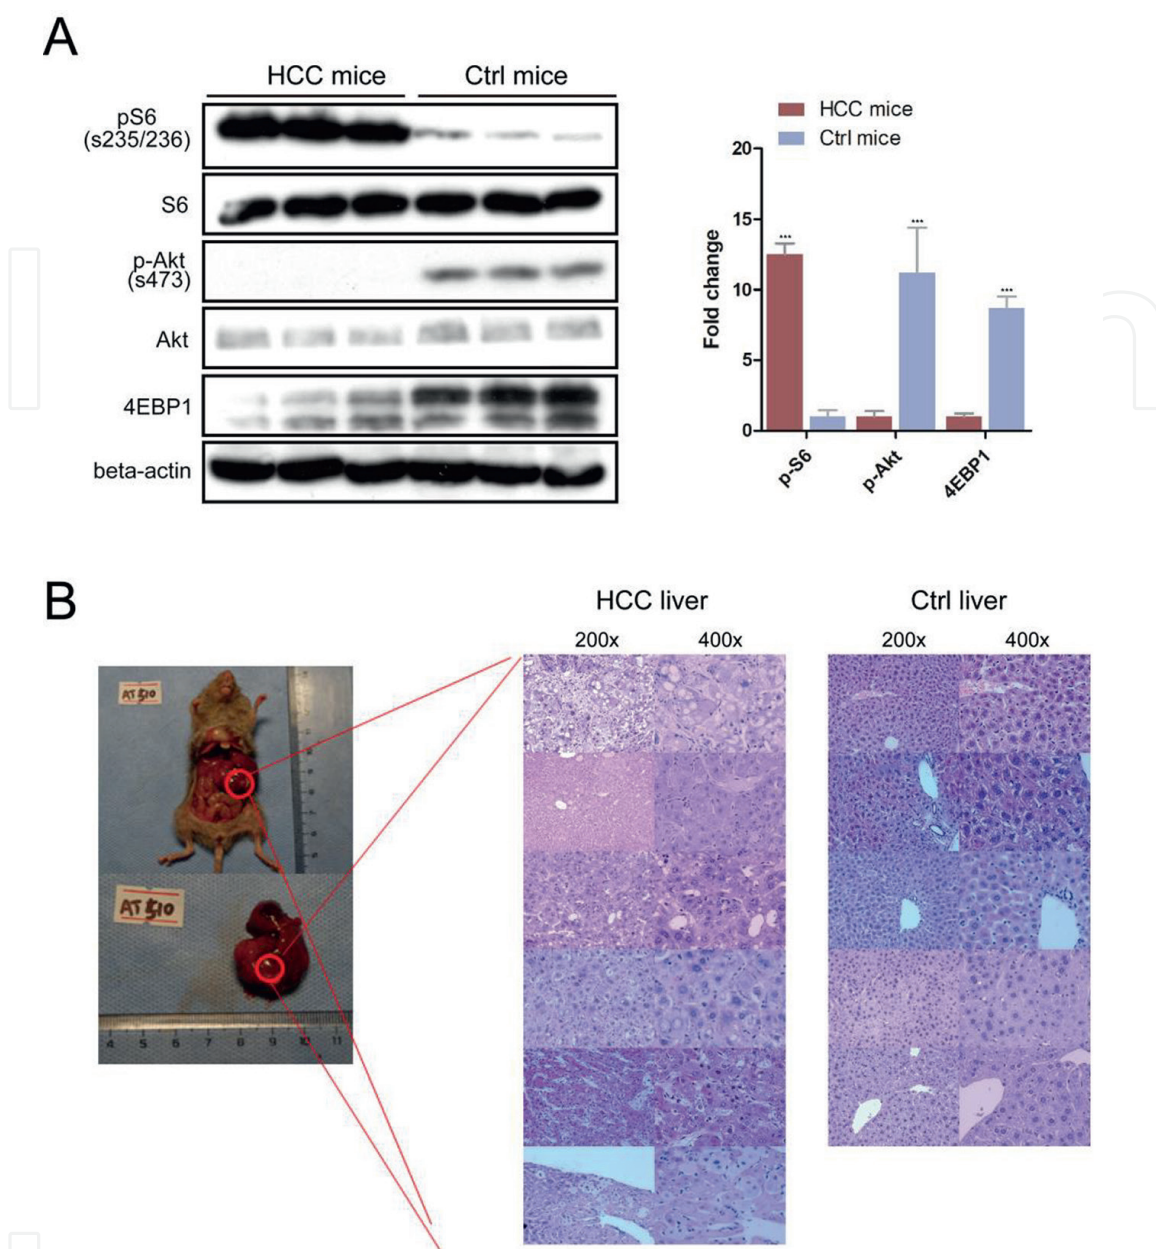 A
HCC mice
Ctrl mice
pS6
(s235/236)
S6
p-Akt
(s473)
Akt
4EBP1
beta-actin
HCC mice
Ctrl mice
Fold change
20
15
10
5
0
***
***
***
p-S6
p-Akt
4EBP1
B
HCC liver
Ctrl liver
200x
400x
200x
400x
AT 510
AT 510
4 5 6 7 8 9 10 11